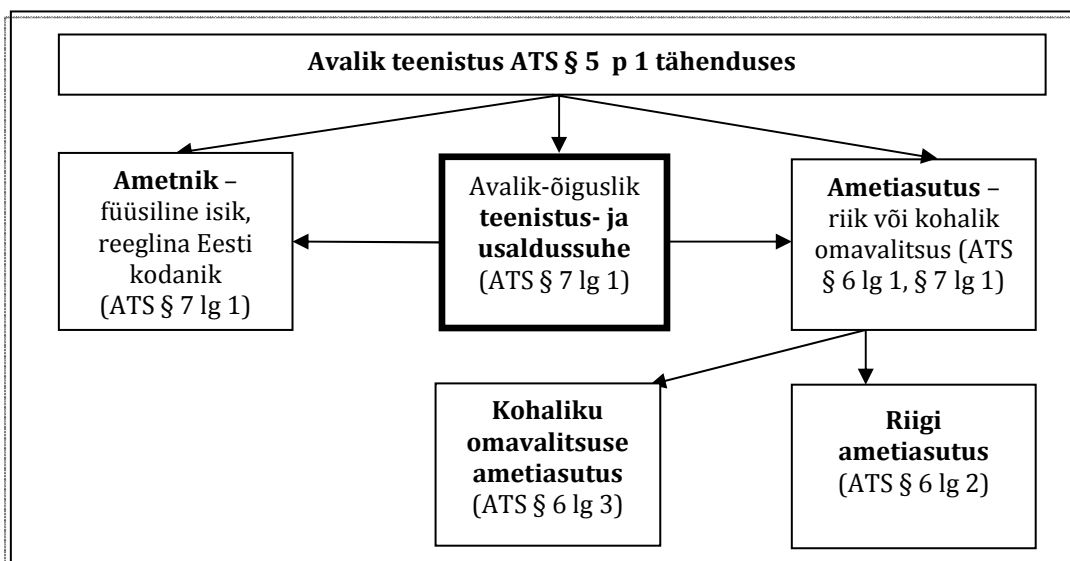 Avalik teenistus ATS § 5 p 1 tähenduses
Ametnik –
füüsiline isik,
reeglina Eesti
kodanik
(ATS § 7 lg 1)
Avalik-õiguslik
teenistus- ja
usaldussuhe
(ATS § 7 lg 1)
Ametiasutus –
riik või kohalik
omavalitsus (ATS
§ 6 lg 1, § 7 lg 1)
Kohaliku
omavalitsuse
ametiasutus
(ATS § 6 lg 3)
Riigi
ametiasutus
(ATS § 6 lg 2)